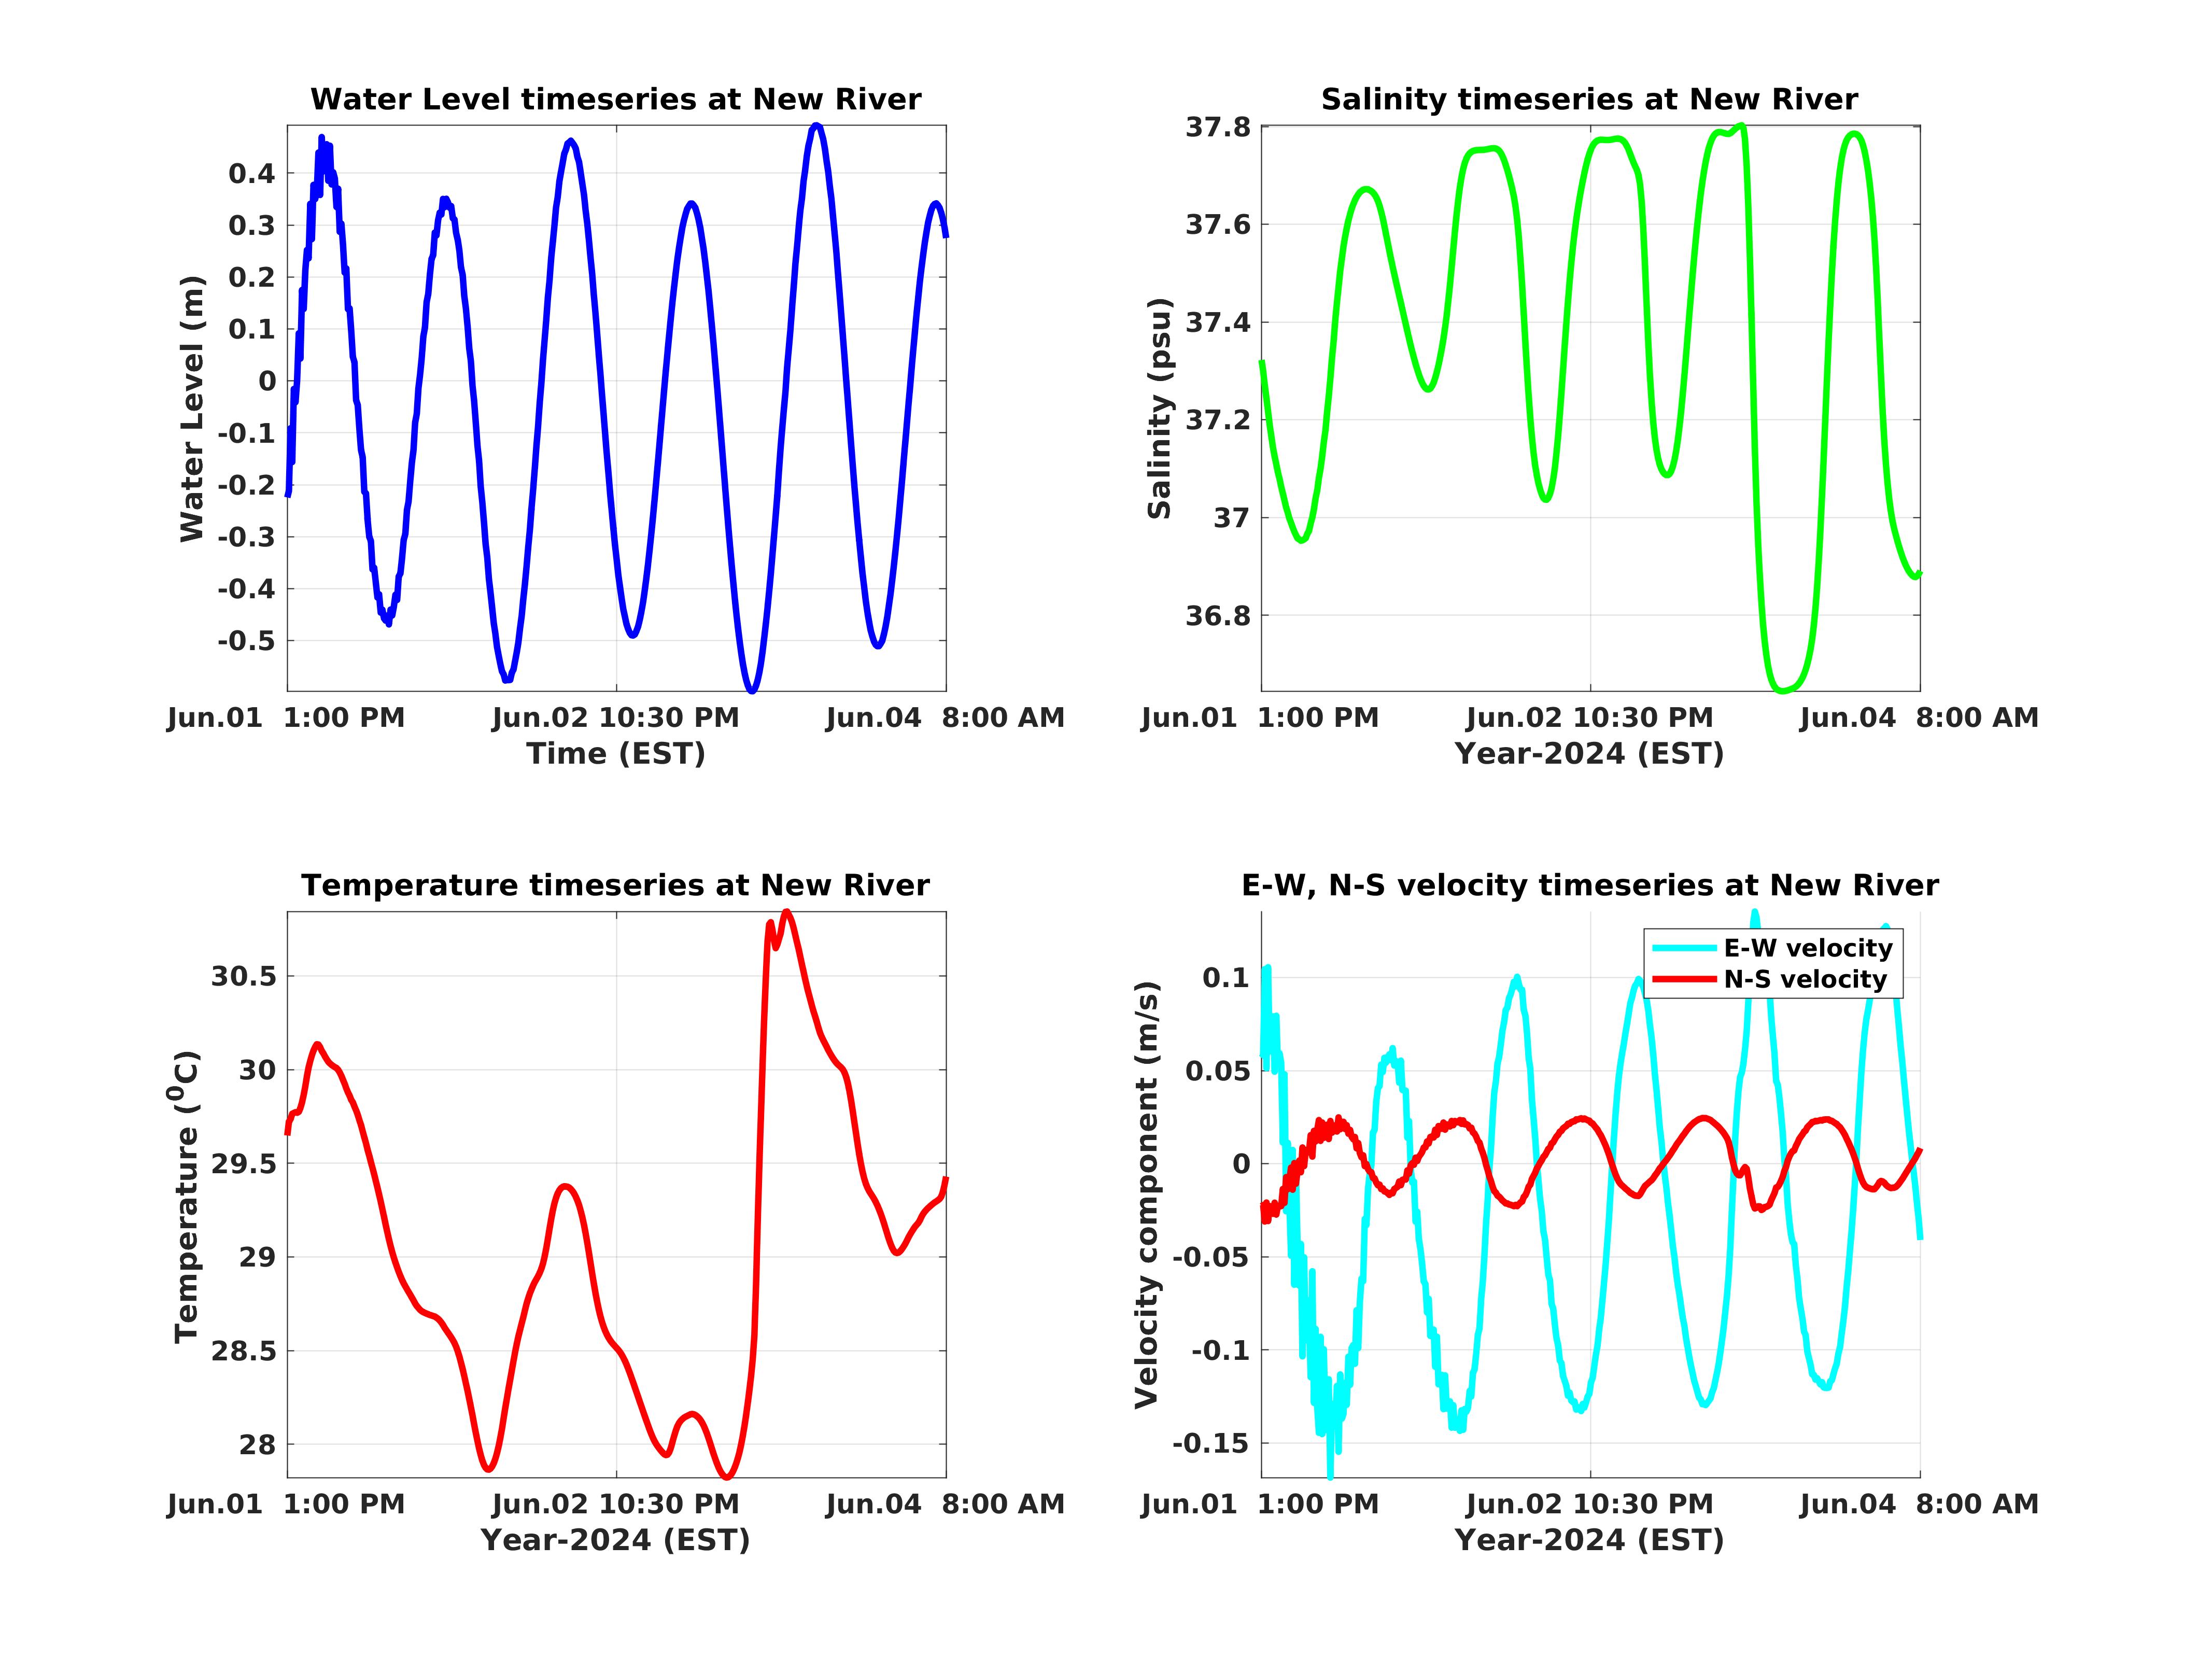 Water Level timeseries at New River
Water Level (m)
0.4
0.3
0.2
0.1
0
-0.1
-0.2
-0.3
-0.4
-0.5
Jun.01 1:00 PM Jun.02 10:30 PM Jun.04 8:00 AM
Time (EST)
Salinity timeseries at New River
Salinity (psu)
37.8
37.6
37.4
37.2
37
36.8
Jun.01 1:00 PM Jun.02 10:30 PM Jun.04 8:00 AM
Year-2024 (EST)
Temperature timeseries at New River
Temperature (⁰C)
30.5
30
29.5
29
28.5
28
Jun.01 1:00 PM Jun.02 10:30 PM Jun.04 8:00 AM
Year-2024 (EST)
E-W, N-S velocity timeseries at New River
Velocity component (m/s)
E-W velocity
N-S velocity
0.1
0.05
0
-0.05
-0.1
-0.15
Jun.01 1:00 PM Jun.02 10:30 PM Jun.04 8:00 AM
Year-2024 (EST)